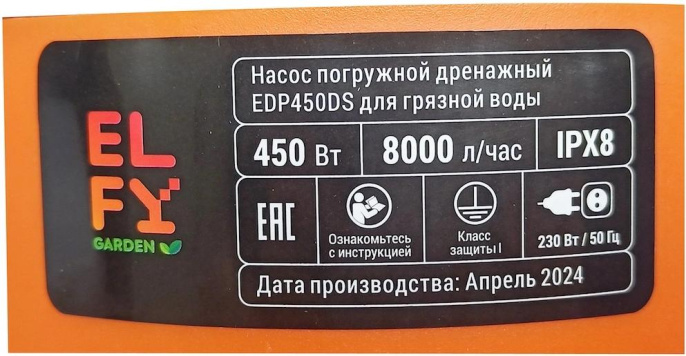 EL
FY
GARDEN
Насос погружной дренажный
EDP450DS для грязной воды
450 Вт
8000 л/час
IPX8
EAC
Ознакомьтесь
с инструкцией
Класс
защиты I
230 Вт / 50 Гц
Дата производства: Апрель 2024